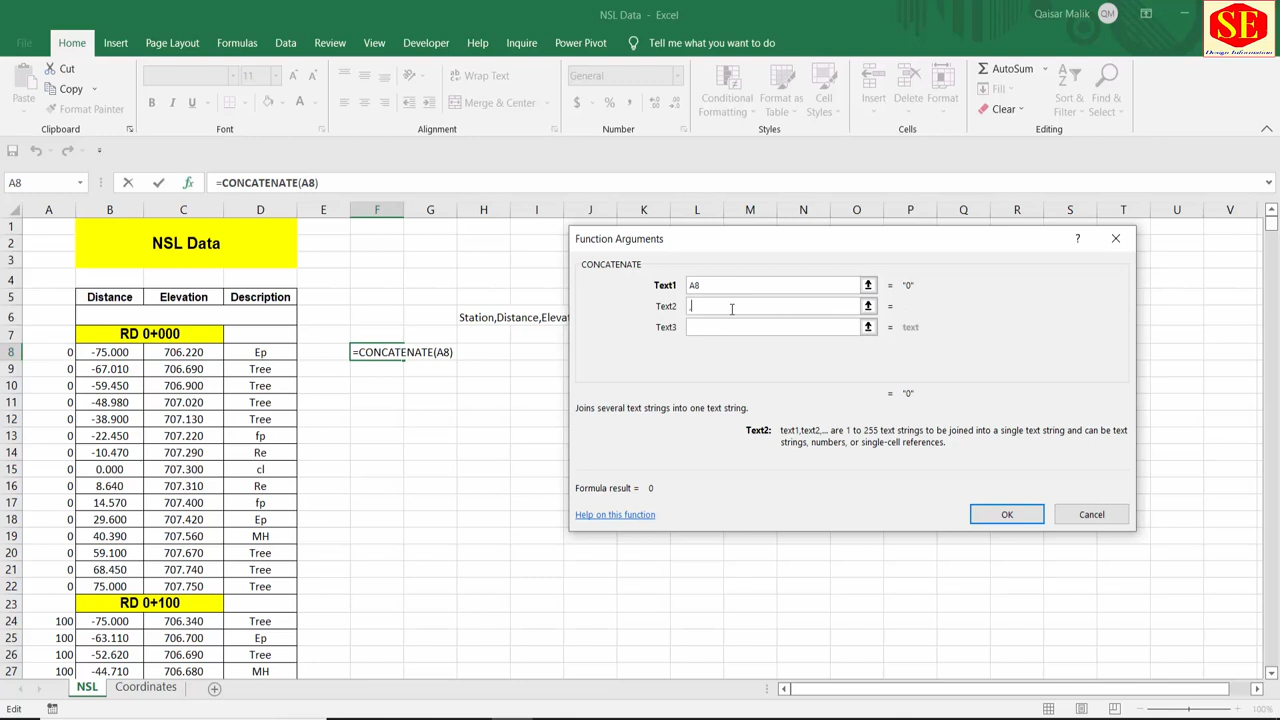 NSL Data - Excel
Qaisar Malik QM
SE
Design Information
File Home Insert Page Layout Formulas Data Review View Developer Help Inquire Power Pivot Tell me what you want to do
Paste
Cut
Copy
Format Painter
Clipboard
11
B I U
Font
Wrap Text
Merge & Center
Alignment
General
$ % ,
Number
Conditional Formatting
Format as Table
Cell Styles
Styles
Insert
Delete
Format
Cells
AutoSum
Fill
Clear
Sort & Filter
Find & Select
Editing
A8 fx =CONCATENATE(A8)
A B C D E F G H I J K L M N O P Q R S T U V
1
2 NSL Data
3
4
5 Distance Elevation Description
6 Station,Distance,Eleva
7 RD 0+000
8 0 -75.000 706.220 Ep =CONCATENATE(A8)
9 0 -67.010 706.690 Tree
10 0 -59.450 706.900 Tree
11 0 -48.980 707.020 Tree
12 0 -38.900 707.130 Tree
13 0 -22.450 707.220 fp
14 0 -10.470 707.290 Re
15 0 0.000 707.300 cl
16 0 8.640 707.310 Re
17 0 14.570 707.400 fp
18 0 29.600 707.420 Ep
19 0 40.390 707.560 MH
20 0 59.100 707.670 Tree
21 0 68.450 707.740 Tree
22 0 75.000 707.750 Tree
23 RD 0+100
24 100 -75.000 706.340 Tree
25 100 -63.110 706.700 Ep
26 100 -52.620 706.690 Tree
27 100 -44.710 706.680 MH
Function Arguments ?
CONCATENATE
Text1 A8 = "0"
Text2 =
Text3 = text
= "0"
Joins several text strings into one text string.
Text2: text1,text2,... are 1 to 255 text strings to be joined into a single text string and can be text
strings, numbers, or single-cell references.
Formula result = 0
Help on this function
OK Cancel
NSL Coordinates
Edit
100%